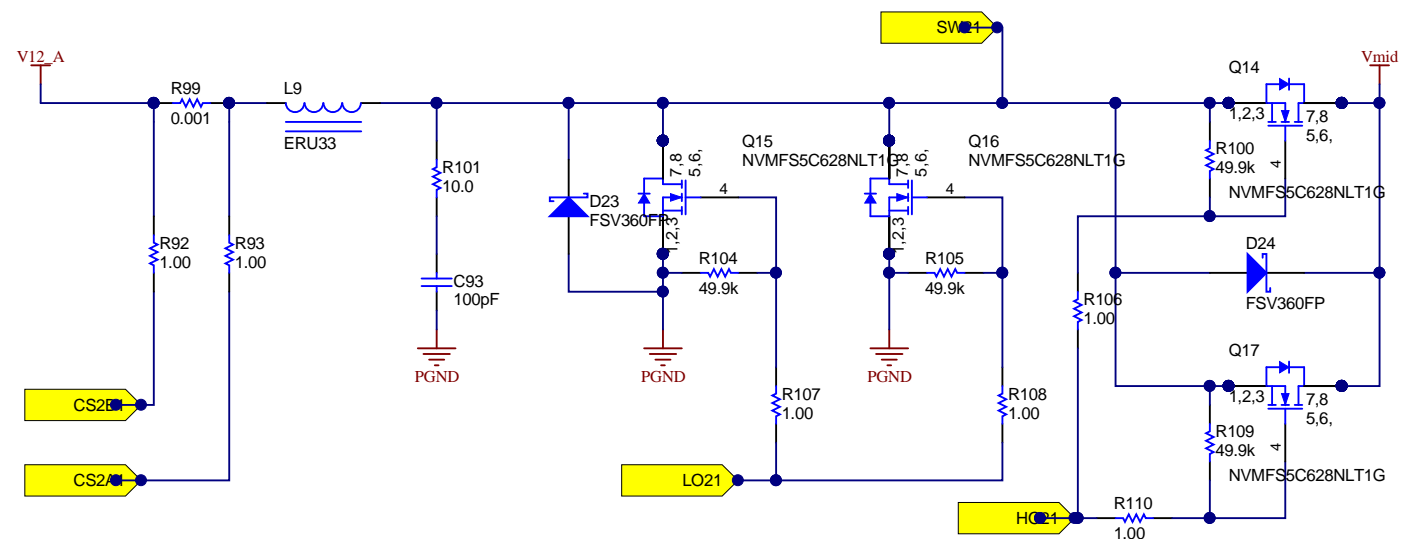 SW21
V12_A
Vmid
Q14
R99
0.001
L9
ERU33
1,2,3
7,8
5,6,
4
R100
49.9k
NVMFS5C628NLT1G
Q15
NVMFS5C628NLT1G
7,8
5,6,
4
1,2,3
Q16
NVMFS5C628NLT1G
7,8
5,6,
4
1,2,3
R101
10.0
D23
FSV360FP
R92
1.00
R93
1.00
R104
49.9k
R105
49.9k
D24
FSV360FP
C93
100pF
R106
1.00
PGND
PGND
PGND
Q17
1,2,3
7,8
5,6,
4
R107
1.00
R108
1.00
R109
49.9k
NVMFS5C628NLT1G
CS2A1
LO21
R110
1.00